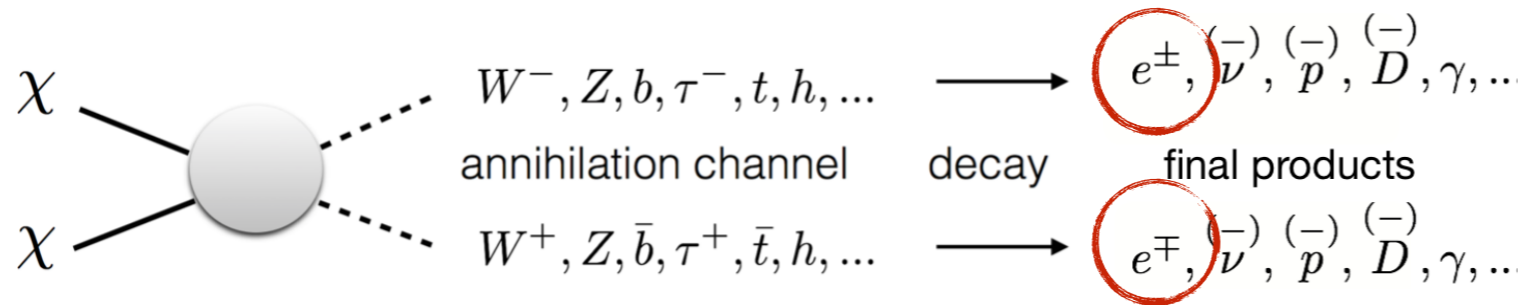 χ W⁻, Z, b, τ⁻, t, h, ... e^±, ν^(−), p^(−), D^(−), γ, ...
annihilation channel decay final products
χ W⁺, Z, b̄, τ⁺, t̄, h, ... e^∓, ν^(−), p^(−), D^(−), γ, ...